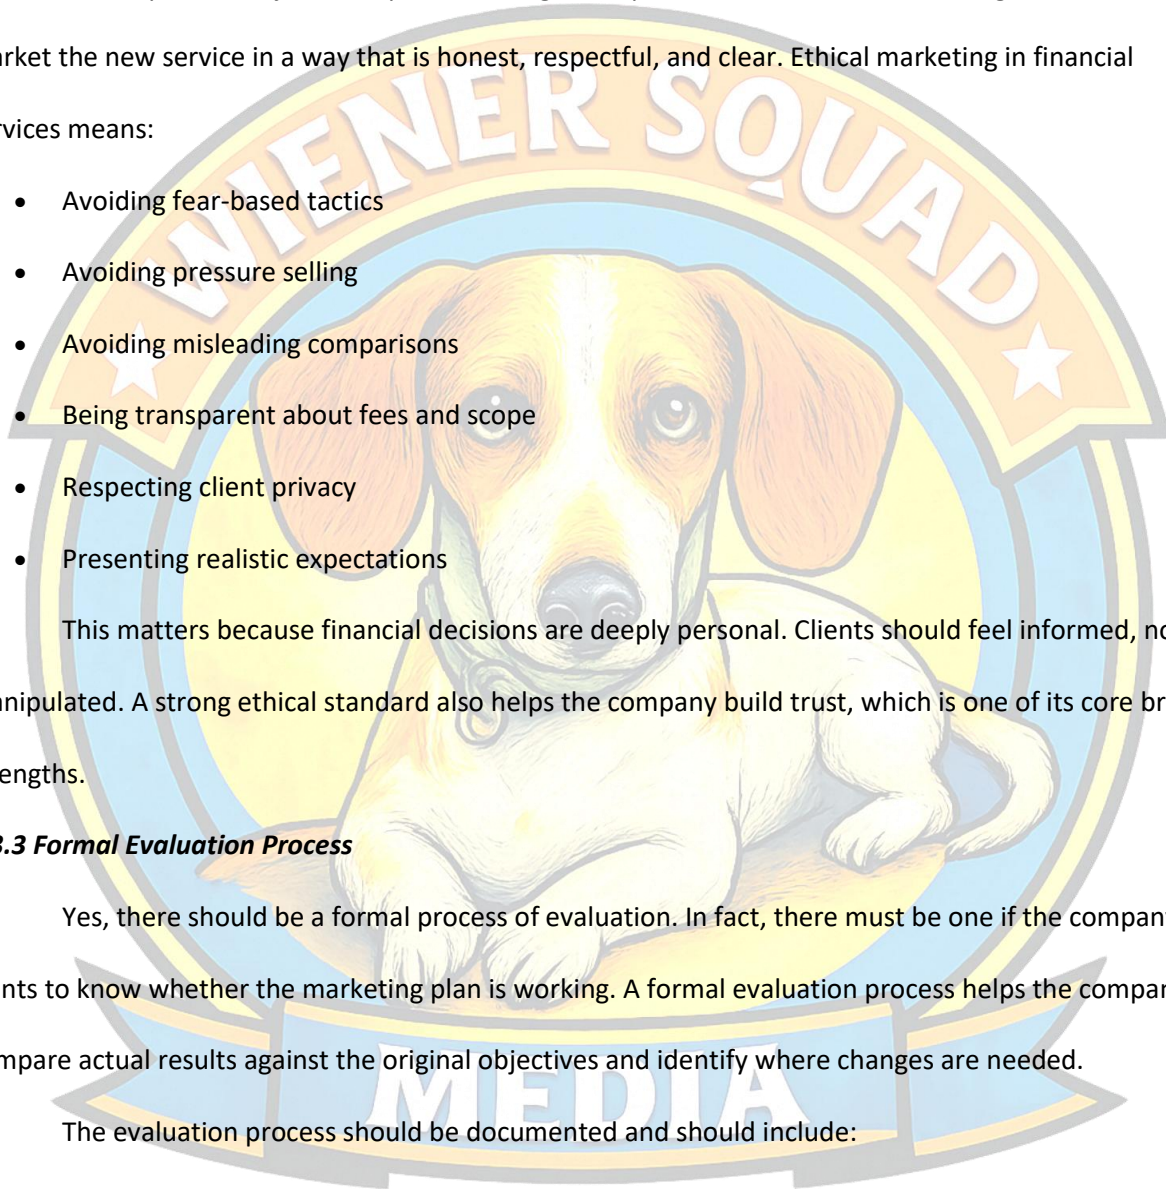 WIENER SQUAD
arket the new service in a way that is honest, respectful, and clear. Ethical marketing in financial
rvices means:
• Avoiding fear-based tactics
• Avoiding pressure selling
• Avoiding misleading comparisons
• Being transparent about fees and scope
• Respecting client privacy
• Presenting realistic expectations
This matters because financial decisions are deeply personal. Clients should feel informed, no
anipulated. A strong ethical standard also helps the company build trust, which is one of its core br
engths.
3.3 Formal Evaluation Process
Yes, there should be a formal process of evaluation. In fact, there must be one if the compan
nts to know whether the marketing plan is working. A formal evaluation process helps the compan
mpare actual results against the original objectives and identify where changes are needed.
MEDIA
The evaluation process should be documented and should include: